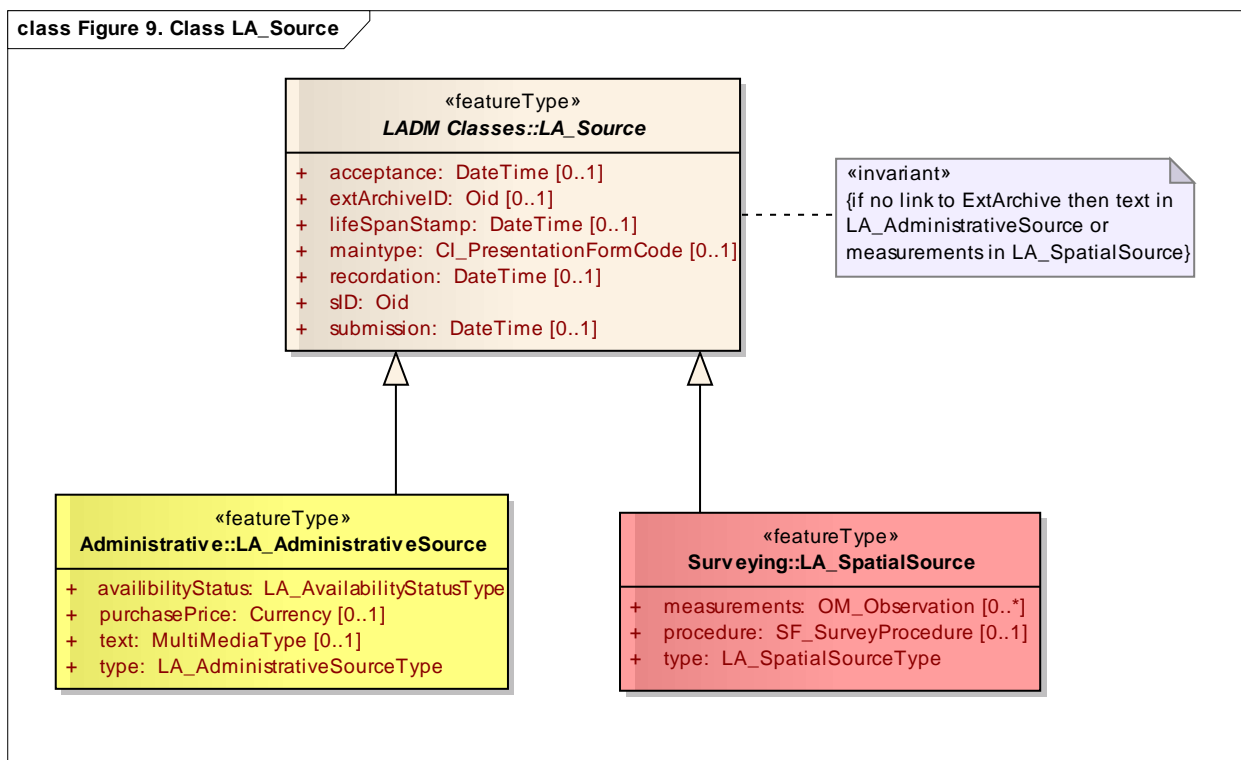 class Figure 9. Class LA_Source
«featureType»
LADM Classes::LA_Source
+ acceptance: DateTime [0..1]
+ extArchiveID: Oid [0..1]
+ lifeSpanStamp: DateTime [0..1]
+ maintype: CI_PresentationFormCode [0..1]
+ recordation: DateTime [0..1]
+ sID: Oid
+ submission: DateTime [0..1]
«invariant»
{if no link to ExtArchive then text in
LA_AdministrativeSource or
measurements in LA_SpatialSource}
«featureType»
Administrative::LA_AdministrativeSource
+ availibilityStatus: LA_AvailabilityStatusType
+ purchasePrice: Currency [0..1]
+ text: MultiMediaType [0..1]
+ type: LA_AdministrativeSourceType
«featureType»
Surveying::LA_SpatialSource
+ measurements: OM_Observation [0..*]
+ procedure: SF_SurveyProcedure [0..1]
+ type: LA_SpatialSourceType